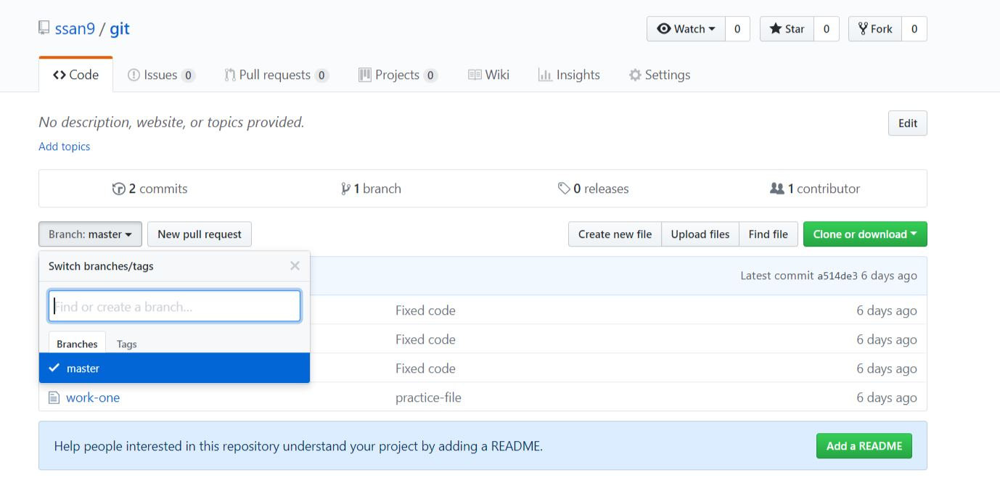 ssan9 / git Watch 0 Star 0 Fork 0
Code Issues 0 Pull requests 0 Projects 0 Wiki Insights Settings
No description, website, or topics provided. Edit
Add topics
2 commits 1 branch 0 releases 1 contributor
Branch: master New pull request Create new file Upload files Find file Clone or download
Switch branches/tags
Latest commit a514de3 6 days ago
Find or create a branch...
Fixed code 6 days ago
Branches Tags
Fixed code 6 days ago
master
Fixed code 6 days ago
work-one practice-file 6 days ago
Help people interested in this repository understand your project by adding a README. Add a README